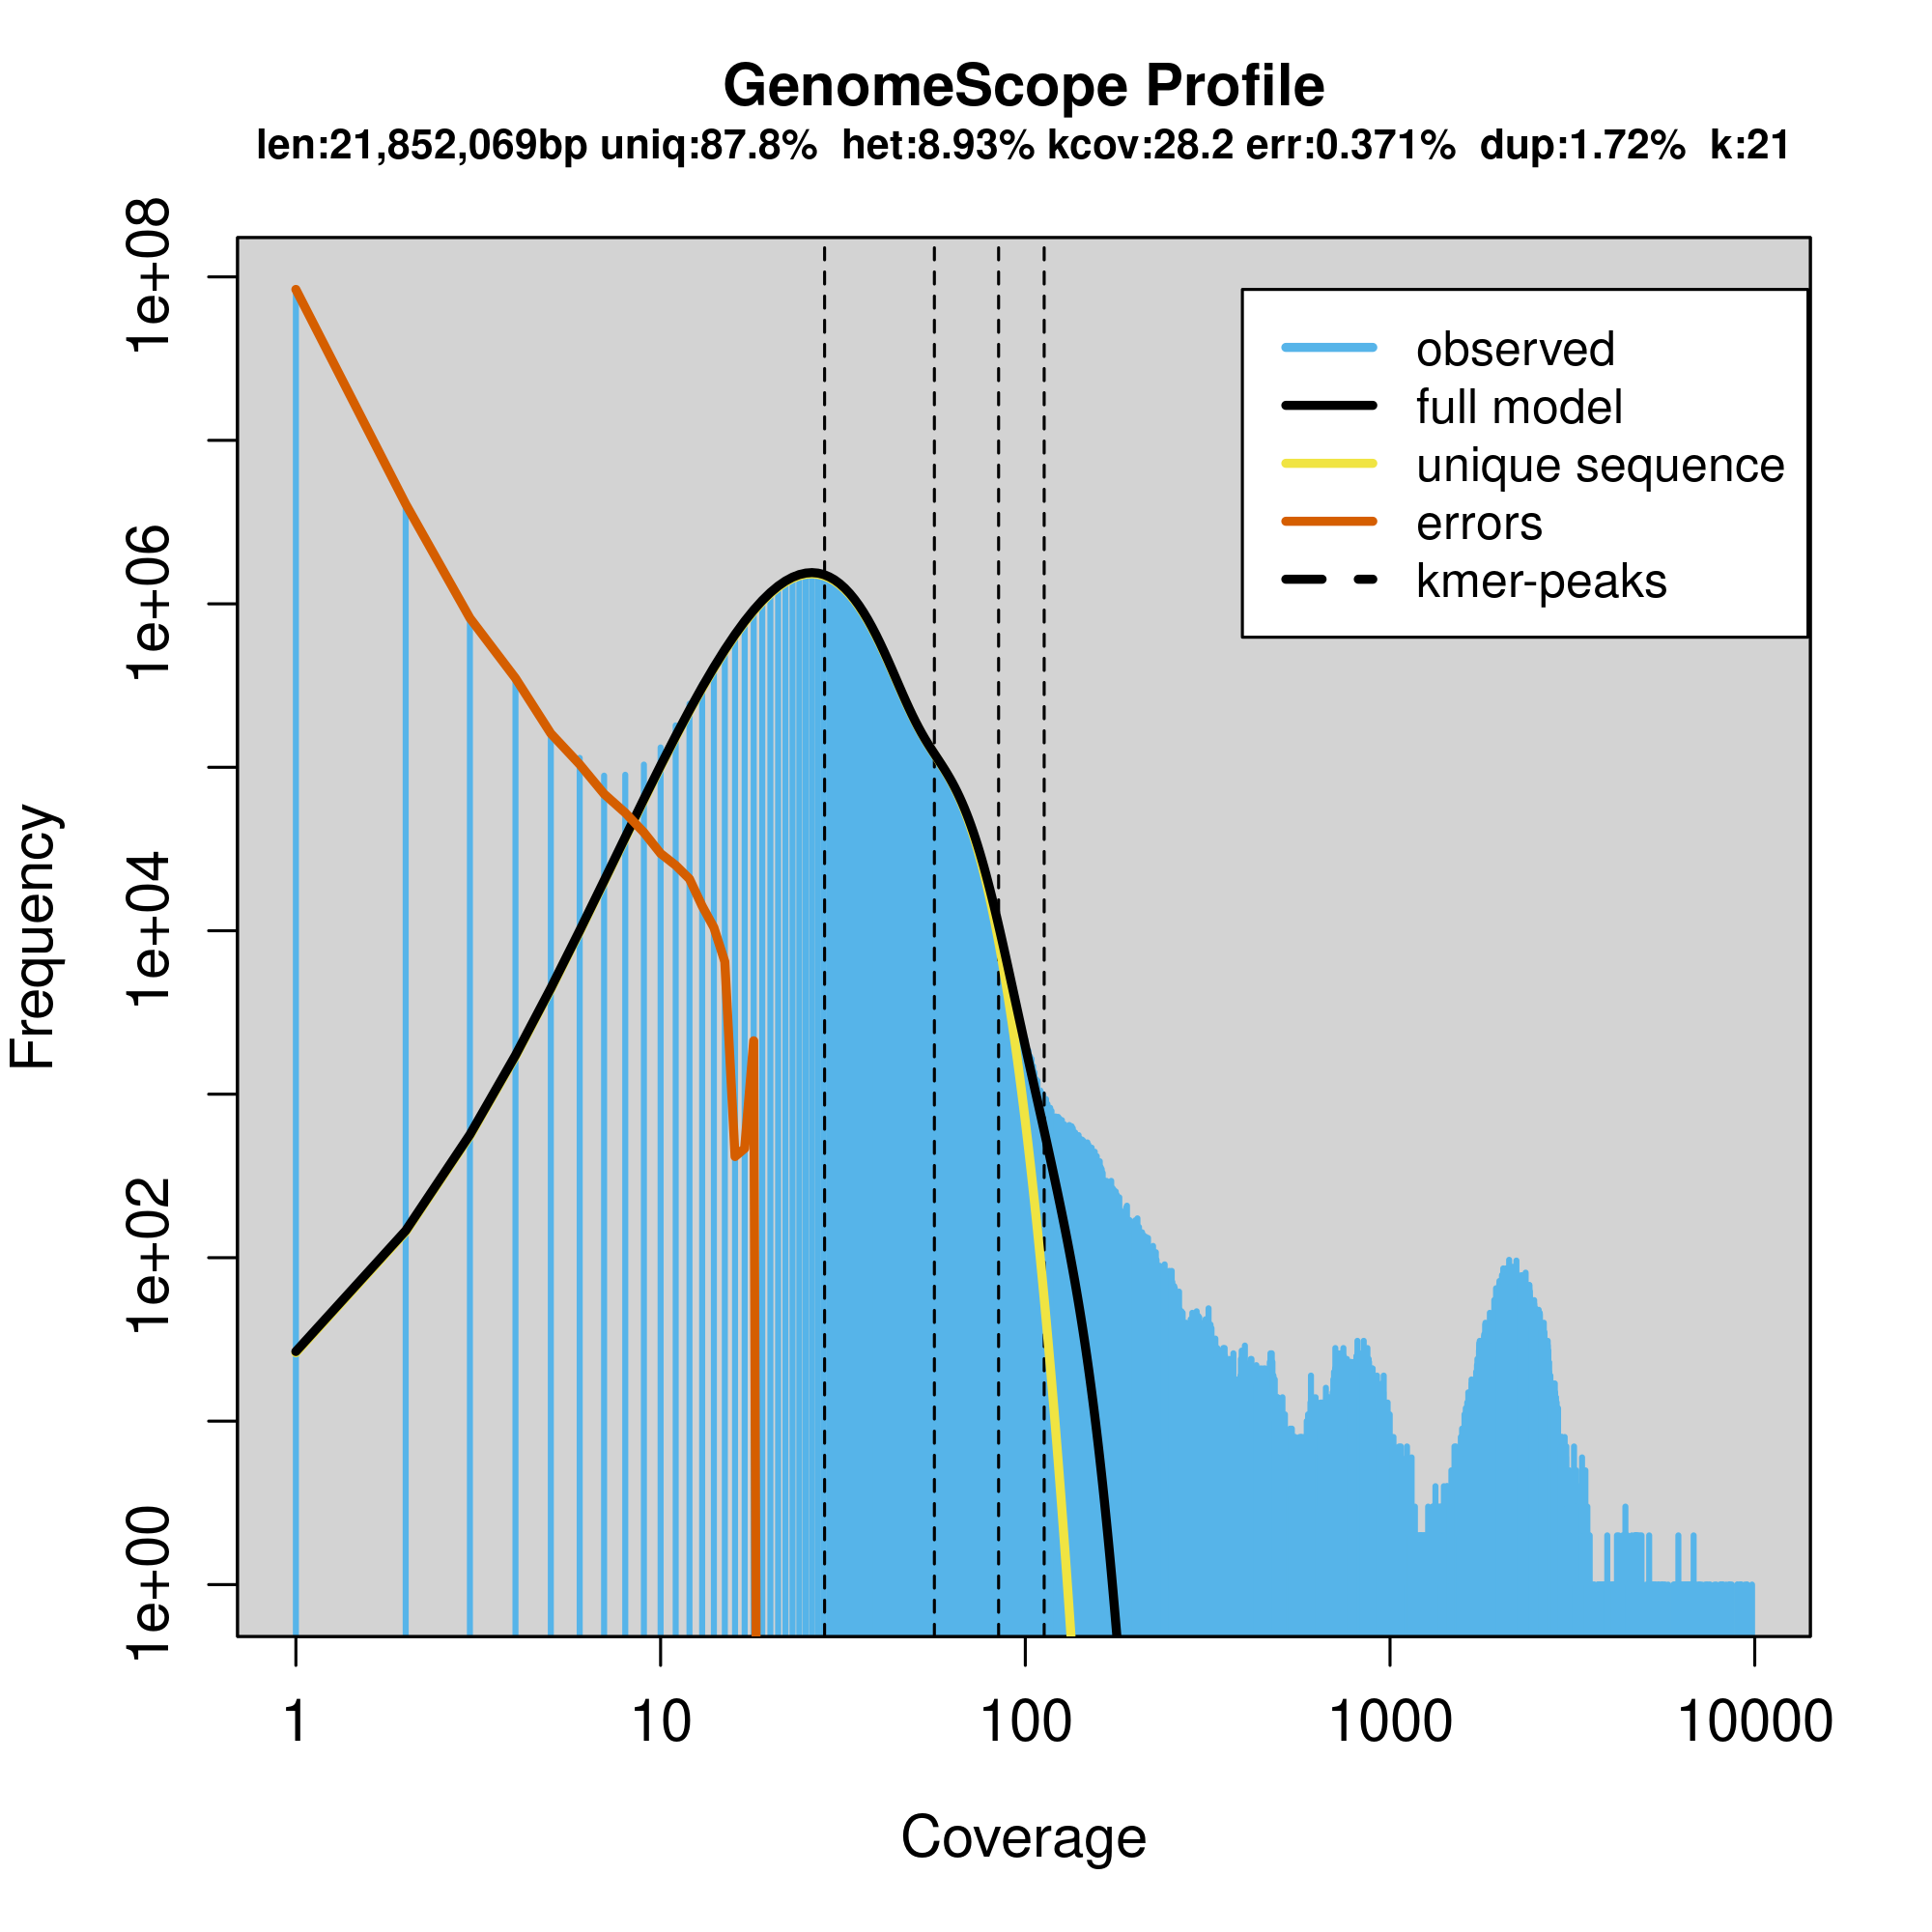 GenomeScope Profile
len:21,852,069bp uniq:87.8% het:8.93% kcov:28.2 err:0.371% dup:1.72% k:21
1e+08
1e+06
1e+04
1e+02
1e+00
Frequency
observed
full model
unique sequence
errors
kmer-peaks
1 10 100 1000 10000
Coverage